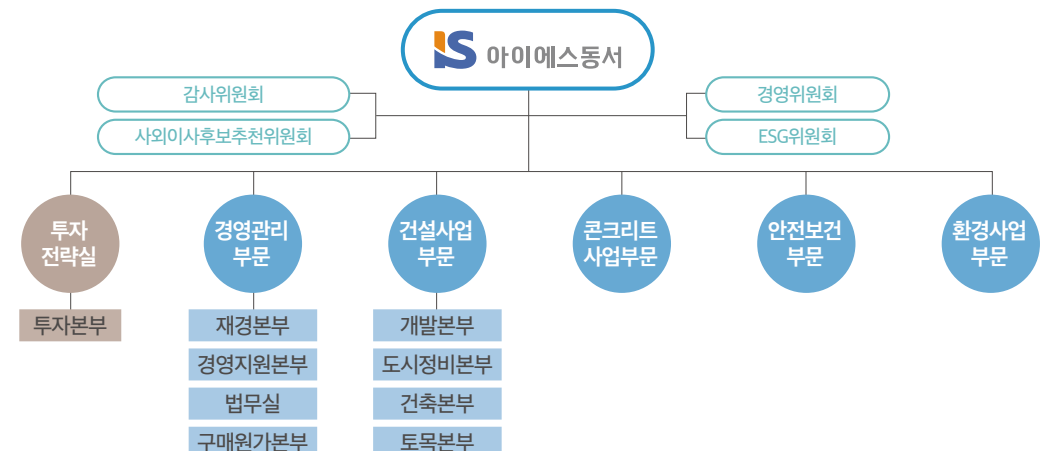 IS 아이에스동서
감사위원회
경영위원회
사외이사후보추천위원회
ESG위원회
투자
전략실
경영관리
부문
건설사업
부문
콘크리트
사업부문
안전보건
부문
환경사업
부문
투자본부
재경본부
개발본부
경영지원본부
도시정비본부
법무실
건축본부
구매원가본부
토목본부